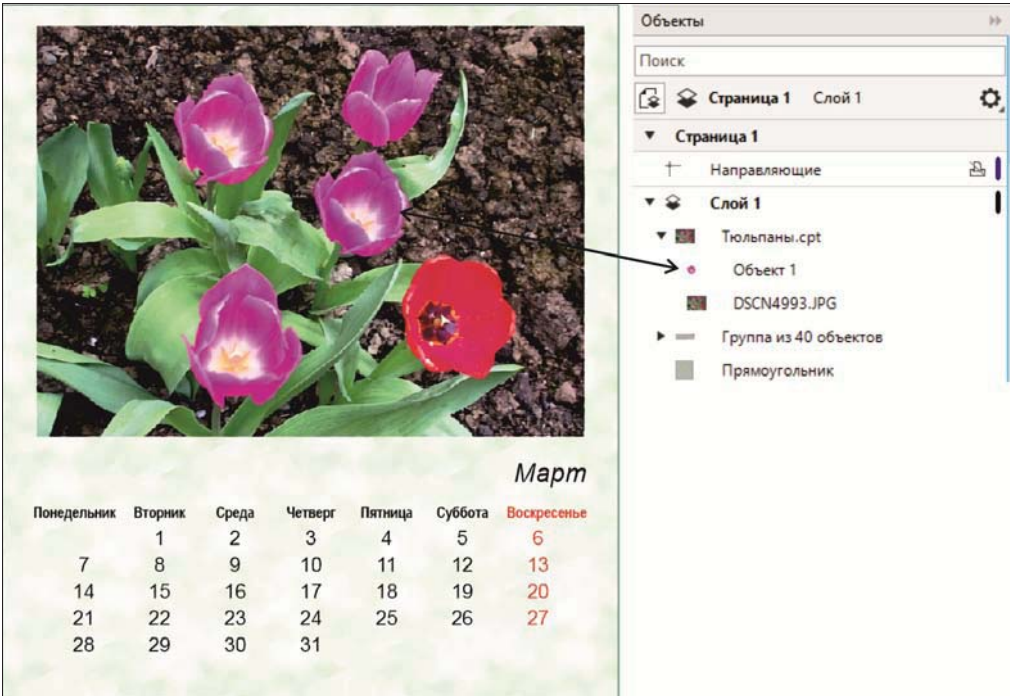 Объекты
Поиск
Страница 1 Слой 1
Страница 1
Направляющие
Слой 1
Тюльпаны.cpt
Объект 1
DSCN4993.JPG
Группа из 40 объектов
Прямоугольник
Март
Понедельник Вторник Среда Четверг Пятница Суббота Воскресенье
1 2 3 4 5 6
7 8 9 10 11 12 13
14 15 16 17 18 19 20
21 22 23 24 25 26 27
28 29 30 31